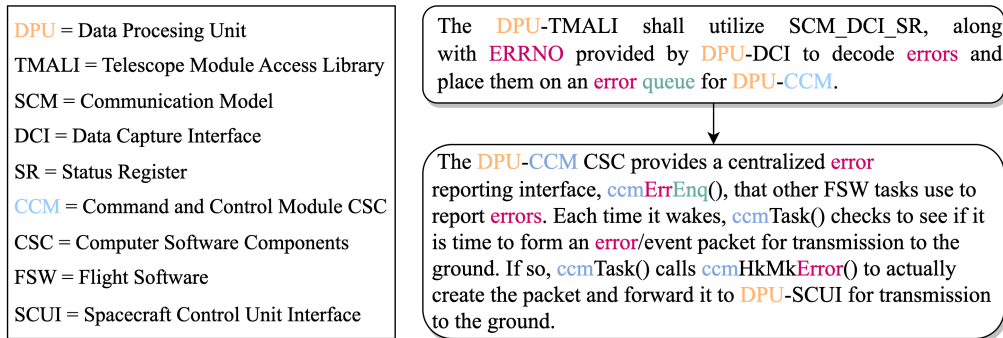 DPU = Data Procesing Unit
TMALI = Telescope Module Access Library
SCM = Communication Model
DCI = Data Capture Interface
SR = Status Register
CCM = Command and Control Module CSC
CSC = Computer Software Components
FSW = Flight Software
SCUI = Spacecraft Control Unit Interface
The DPU-TMALI shall utilize SCM_DCI_SR, along
with ERRNO provided by DPU-DCI to decode errors and
place them on an error queue for DPU-CCM.
The DPU-CCM CSC provides a centralized error
reporting interface, ccmErrEnq(), that other FSW tasks use to
report errors. Each time it wakes, ccmTask() checks to see if it
is time to form an error/event packet for transmission to the
ground. If so, ccmTask() calls ccmHkMkError() to actually
create the packet and forward it to DPU-SCUI for transmission
to the ground.